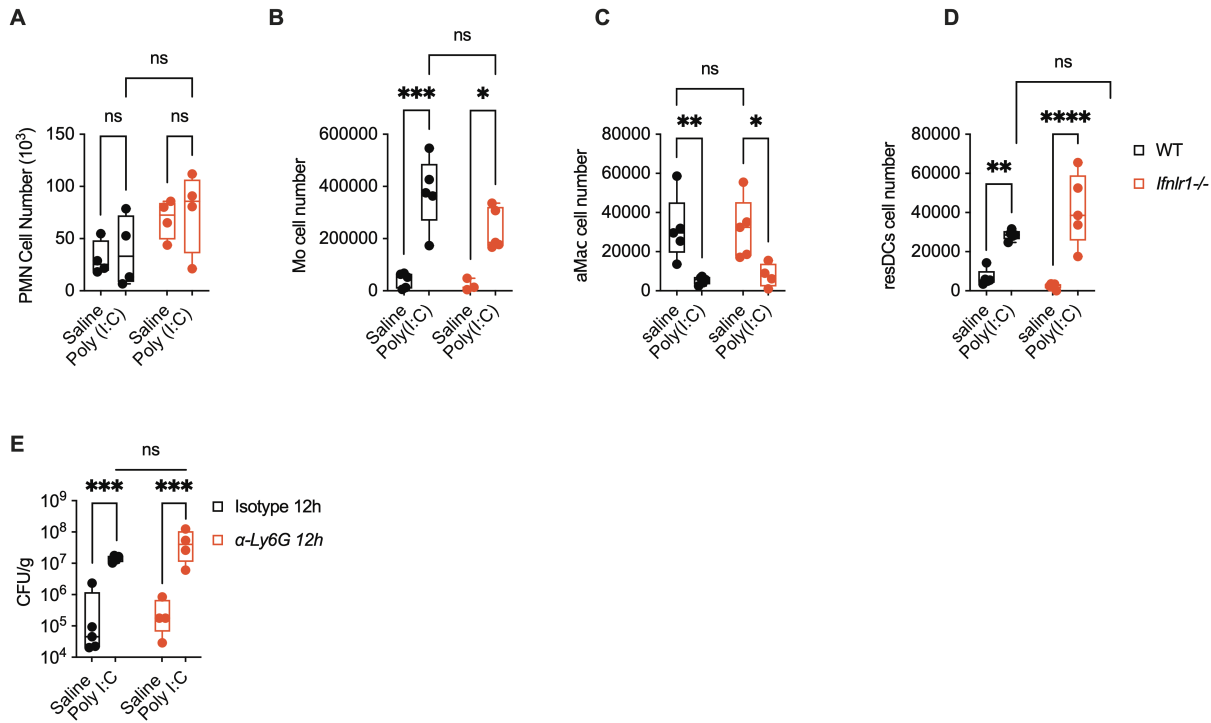 A
ns
ns
ns
PMN Cell Number (10³)
150
100
50
0
Saline
Poly (I:C)
Saline
Poly (I:C)
B
ns
***
*
Mo cell number
600000
400000
200000
0
Saline
Poly(I:C)
Saline
Poly(I:C)
C
ns
**
*
aMac cell number
80000
60000
40000
20000
0
saline
Poly(I:C)
saline
Poly(I:C)
D
ns
**
****
resDCs cell number
80000
60000
40000
20000
0
saline
Poly(I:C)
saline
Poly(I:C)
WT
Ifnlr1-/-
E
ns
***
***
CFU/g
10⁹
10⁸
10⁷
10⁶
10⁵
10⁴
Saline
Poly I:C
Saline
Poly I:C
Isotype 12h
α-Ly6G 12h